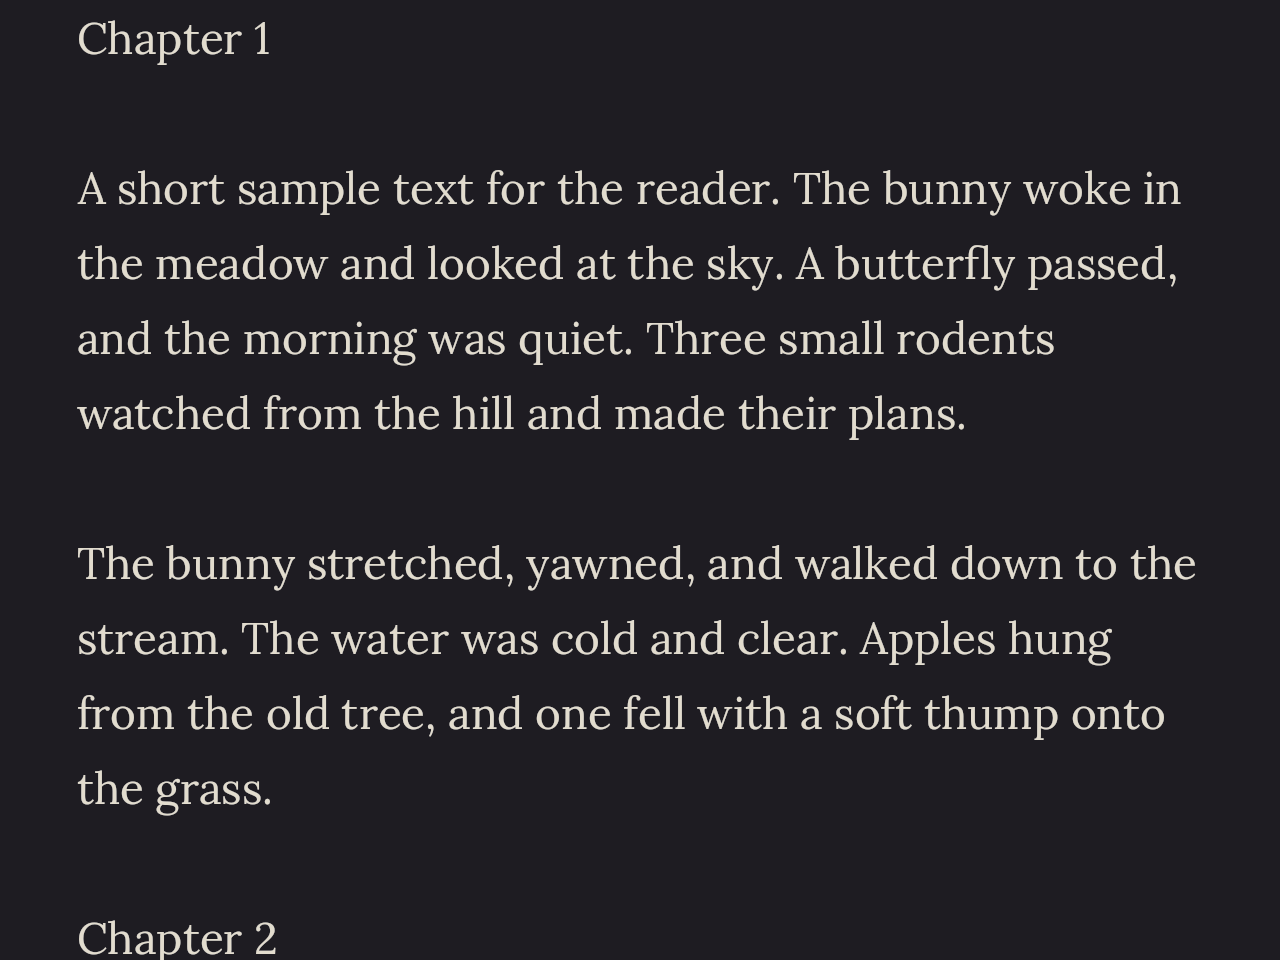 Chapter 1
A short sample text for the reader. The bunny woke in
the meadow and looked at the sky. A butterfly passed,
and the morning was quiet. Three small rodents
watched from the hill and made their plans.
The bunny stretched, yawned, and walked down to the
stream. The water was cold and clear. Apples hung
from the old tree, and one fell with a soft thump onto
the grass.
Chapter 2